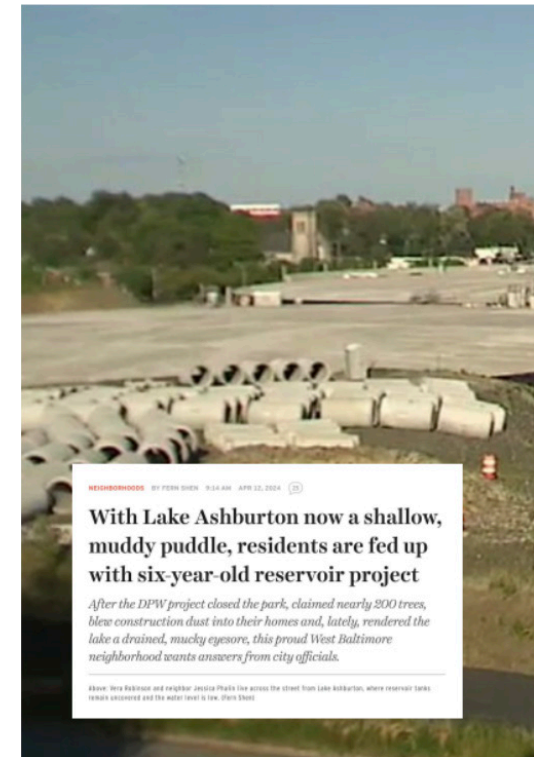 NEIGHBORHOODS BY FERN SHEN 9:14 AM APR 12, 2024 25
With Lake Ashburton now a shallow,
muddy puddle, residents are fed up
with six-year-old reservoir project
After the DPW project closed the park, claimed nearly 200 trees,
blew construction dust into their homes and, lately, rendered the
lake a drained, mucky eyesore, this proud West Baltimore
neighborhood wants answers from city officials.
Above: Vera Robinson and neighbor Jessica Phalin live across the street from Lake Ashburton, where reservoir tanks
remain uncovered and the water level is low. (Fern Shen)